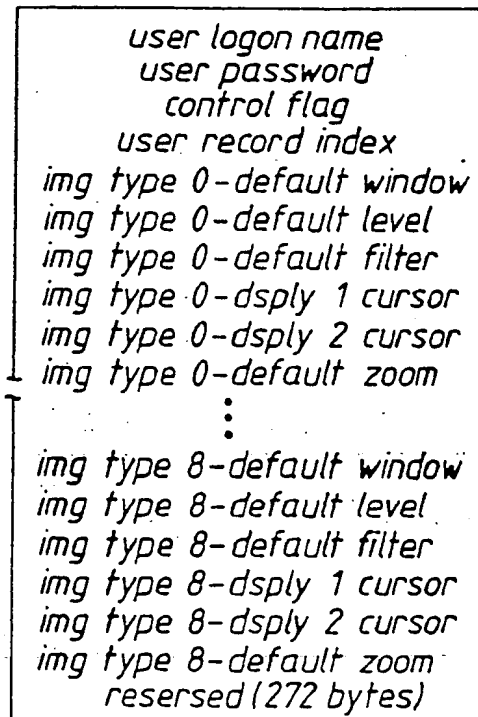 user logon name
user password
control flag
user record index
img type 0-default window
img type 0-default level
img type 0-default filter
img type 0-dsply 1 cursor
img type 0-dsply 2 cursor
img type 0-default zoom
img type 8-default window
img type 8-default level
img type 8-default filter
img type 8-dsply 1 cursor
img type 8-dsply 2 cursor
img type 8-default zoom
resersed (272 bytes)